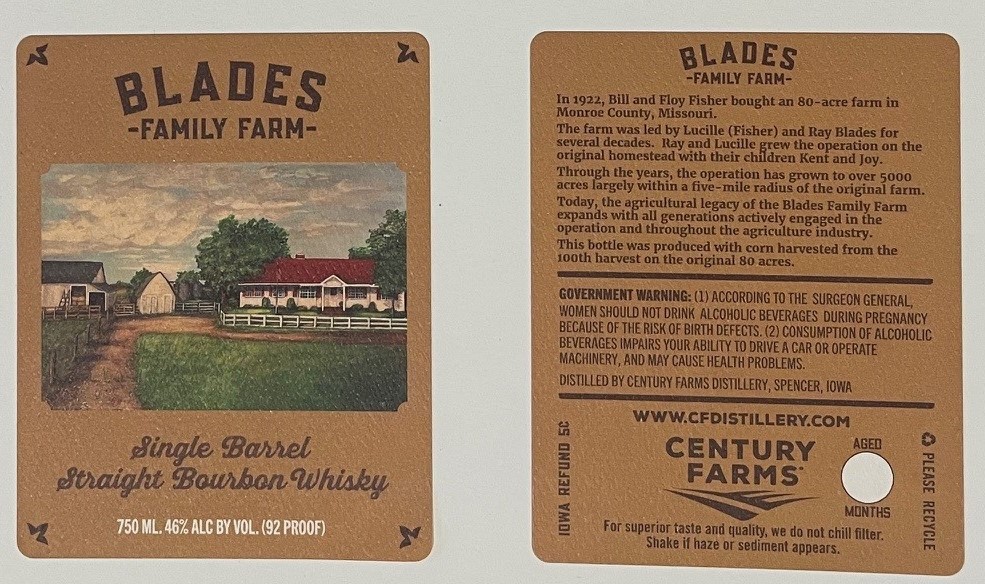 BLADES
-FAMILY FARM-
Single Barrel
Straight Bourbon Whisky
750 ML. 46% ALC BY VOL. (92 PROOF)
BLADES
-FAMILY FARM-
In 1922, Bill and Floy Fisher bought an 80-acre farm in
Monroe County, Missouri.
The farm was led by Lucille (Fisher) and Ray Blades for
several decades. Ray and Lucille grew the operation on the
original homestead with their children Kent and Joy.
Through the years, the operation has grown to over 5000
acres largely within a five-mile radius of the original farm.
Today, the agricultural legacy of the Blades Family Farm
expands with all generations actively engaged in the
operation and throughout the agriculture industry.
This bottle was produced with corn harvested from the
100th harvest on the original 80 acres.
GOVERNMENT WARNING: (1) ACCORDING TO THE SURGEON GENERAL,
WOMEN SHOULD NOT DRINK ALCOHOLIC BEVERAGES DURING PREGNANCY
BECAUSE OF THE RISK OF BIRTH DEFECTS. (2) CONSUMPTION OF ALCOHOLIC
BEVERAGES IMPAIRS YOUR ABILITY TO DRIVE A CAR OR OPERATE
MACHINERY, AND MAY CAUSE HEALTH PROBLEMS.
DISTILLED BY CENTURY FARMS DISTILLERY, SPENCER, IOWA
WWW.CFDISTILLERY.COM
IOWA REFUND 5¢
CENTURY
FARMS
AGED
MONTHS
PLEASE RECYCLE
For superior taste and quality, we do not chill filter.
Shake if haze or sediment appears.